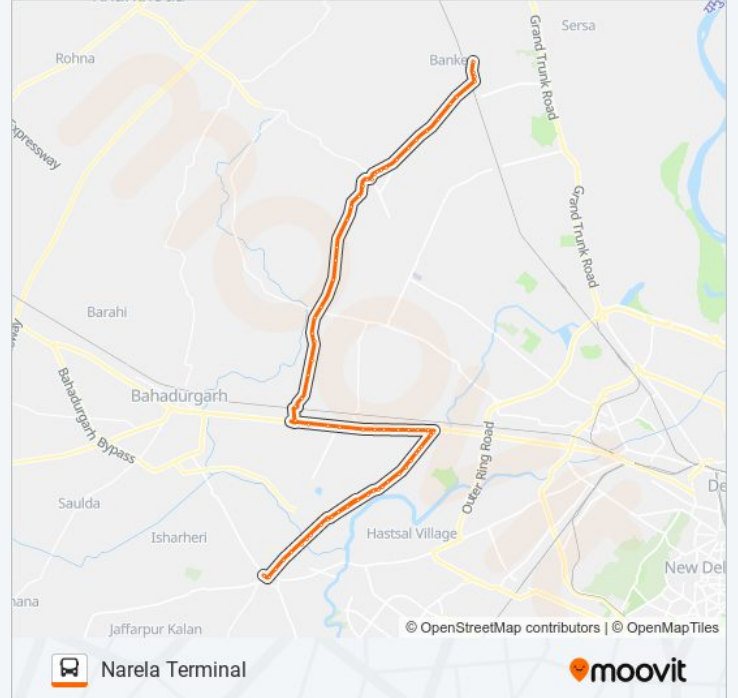 Sersa
Rohna
Banke
Grand Trunk Road
Expressway
Grand Trunk Road
Barahi
Bahadurgarh
Bahadurgarh Bypass
Outer Ring Road
Saulda
Hastsal Village
Isharheri
New Del
Jaffarpur Kalan
© OpenStreetMap contributors | © OpenMapTiles
Narela Terminal
moovit